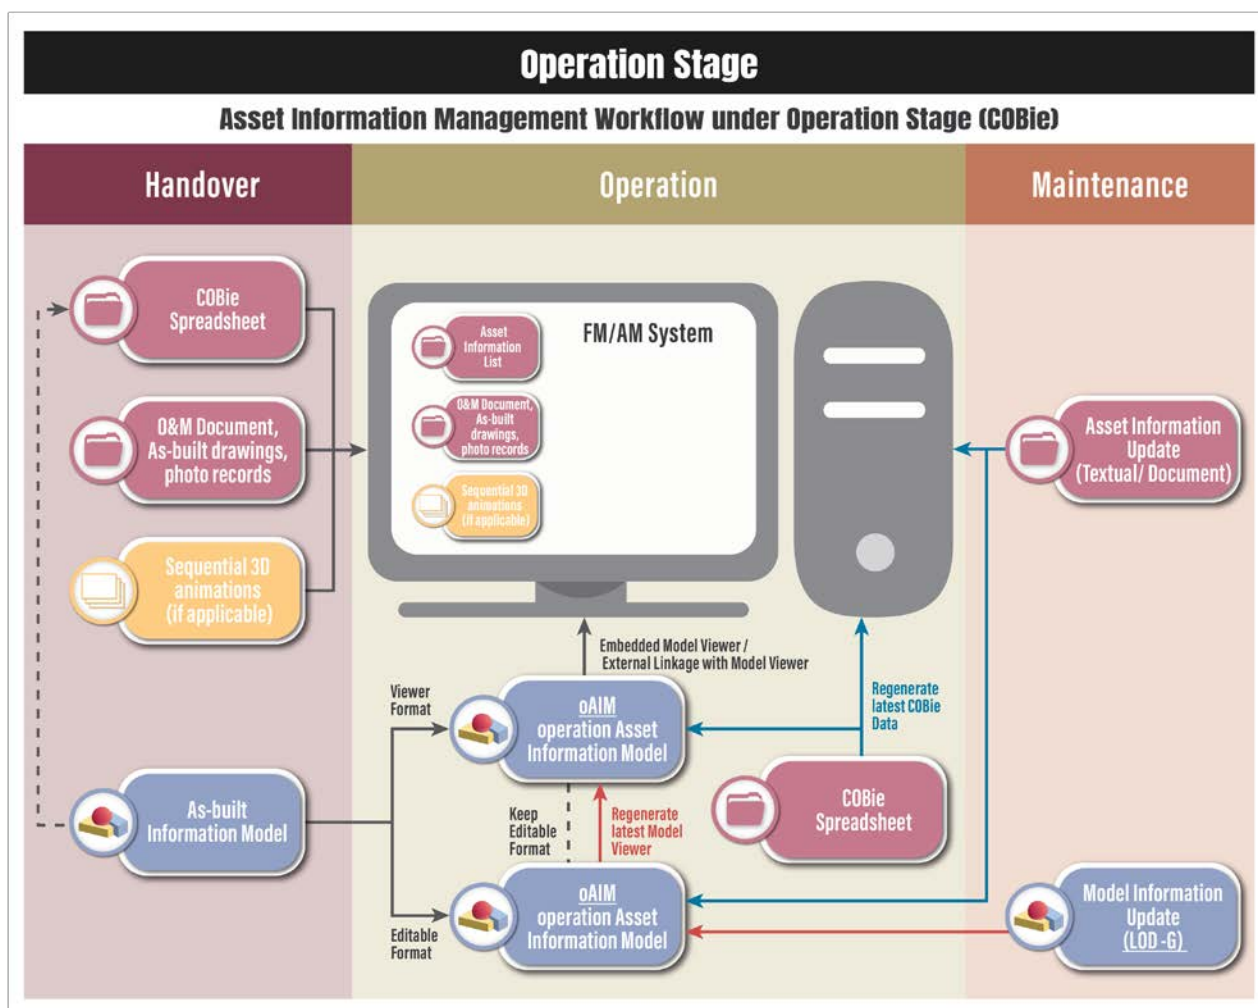 Operation Stage
Asset Information Management Workflow under Operation Stage (COBie)
Handover
Operation
Maintenance
COBie
Spreadsheet
O&M Document,
As-built drawings,
photo records
Sequential 3D
animations
(if applicable)
As-built
Information Model
FM/AM System
Asset
Information
List
O&M Document,
As-built
drawings,
photo records
Sequential 3D
animations
(if applicable)
Embedded Model Viewer /
External Linkage with Model Viewer
Viewer
Format
oAIM
operation Asset
Information Model
Regenerate
latest COBie
Data
Keep
Editable
Format
Regenerate
latest Model
Viewer
COBie
Spreadsheet
Editable
Format
oAIM
operation Asset
Information Model
Asset Information
Update
(Textual/ Document)
Model Information
Update
(LOD -G)